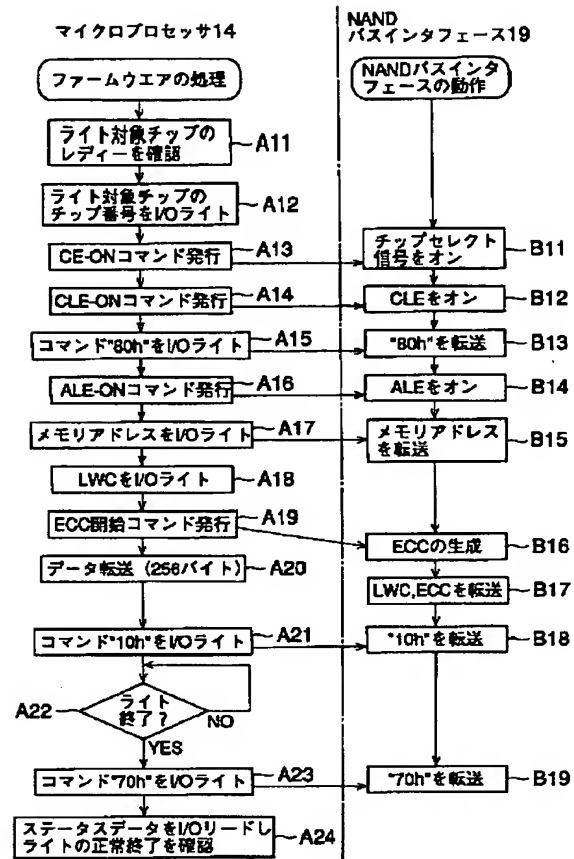 マイクロプロセッサ14
ファームウエアの処理
ライト対象チップの
レディーを確認
A11
ライト対象チップの
チップ番号をI/Oライト
A12
CE-ONコマンド発行
A13
CLE-ONコマンド発行
A14
コマンド"80h"をI/Oライト
A15
ALE-ONコマンド発行
A16
メモリアドレスをI/Oライト
A17
LWCをI/Oライト
A18
ECC開始コマンド発行
A19
データ転送（256バイト）
A20
コマンド"10h"をI/Oライト
A21
A22
ライト
終了？
NO
YES
コマンド"70h"をI/Oライト
A23
ステータスデータをI/Oリードし
ライトの正常終了を確認
A24
NAND
バスインタフェース19
NANDバスインタ
フェースの動作
チップセレクト
信号をオン
B11
CLEをオン
B12
"80h"を転送
B13
ALEをオン
B14
メモリアドレス
を転送
B15
ECCの生成
B16
LWC,ECCを転送
B17
"10h"を転送
B18
"70h"を転送
B19